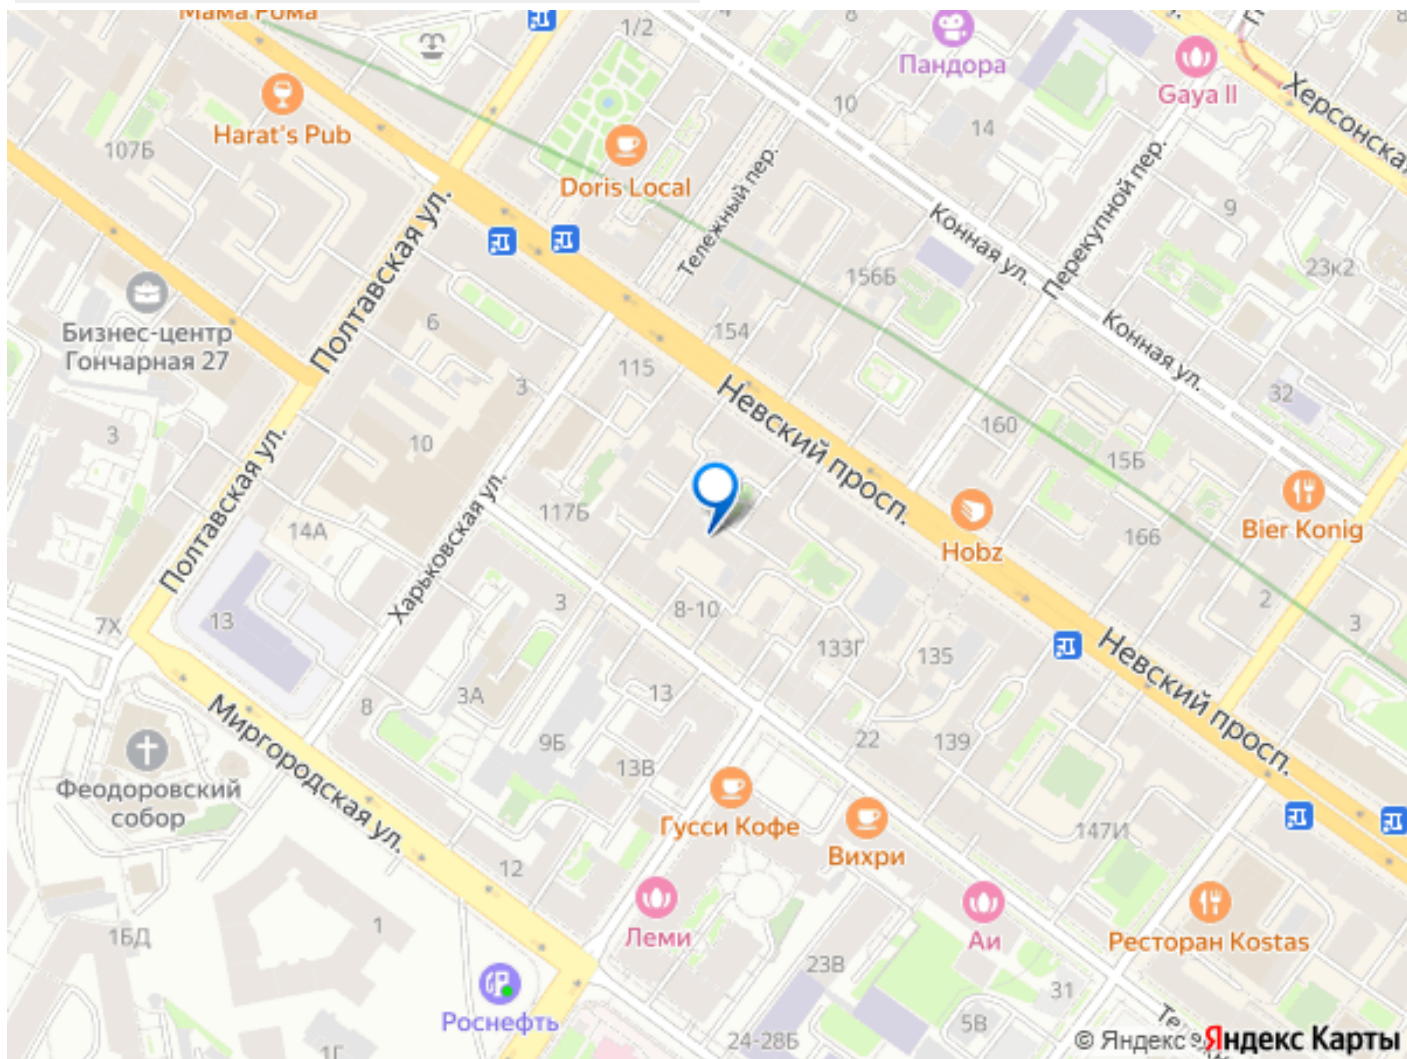 Мама Рома
1/2
8
Пандора
Gaya II
Херсонская
Harat's Pub
107Б
10
14
Doris Local
Тележный пер.
Перекупной пер.
9
Конная ул.
23к2
Полтавская ул.
156Б
Бизнес-центр
Гончарная 27
6
154
Конная ул.
115
3
Невский просп.
32
3
10
160
15Б
Полтавская ул.
Харьковская ул.
117Б
14А
Hobz
166
Bier Konig
7Х
13
3
8-10
2
3
133Г
135
Невский просп.
3А
13
8
Миргородская ул.
9Б
22
139
13В
Феодоровский
собор
Гусси Кофе
Вихри
147И
12
1
1БД
Леми
Аи
Ресторан Kostas
23В
31
Роснефть
5В
24-28Б
1Г
© Яндекс
Яндекс Карты